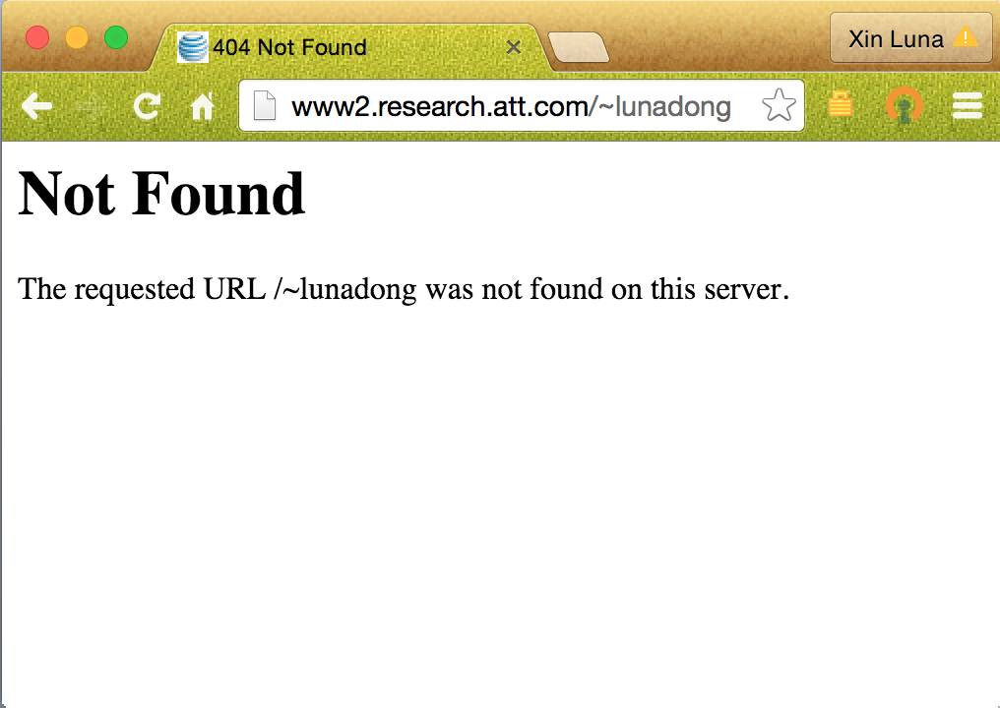 404 Not Found
Xin Luna
www2.research.att.com/~lunadong
Not Found
The requested URL /~lunadong was not found on this server.